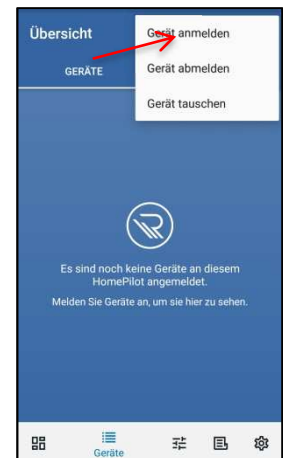 Übersicht
Gerät anmelden
GERÄTE
Gerät abmelden
Gerät tauschen
Es sind noch keine Geräte an diesem
HomePilot angemeldet.
Melden Sie Geräte an, um sie hier zu sehen.
Geräte